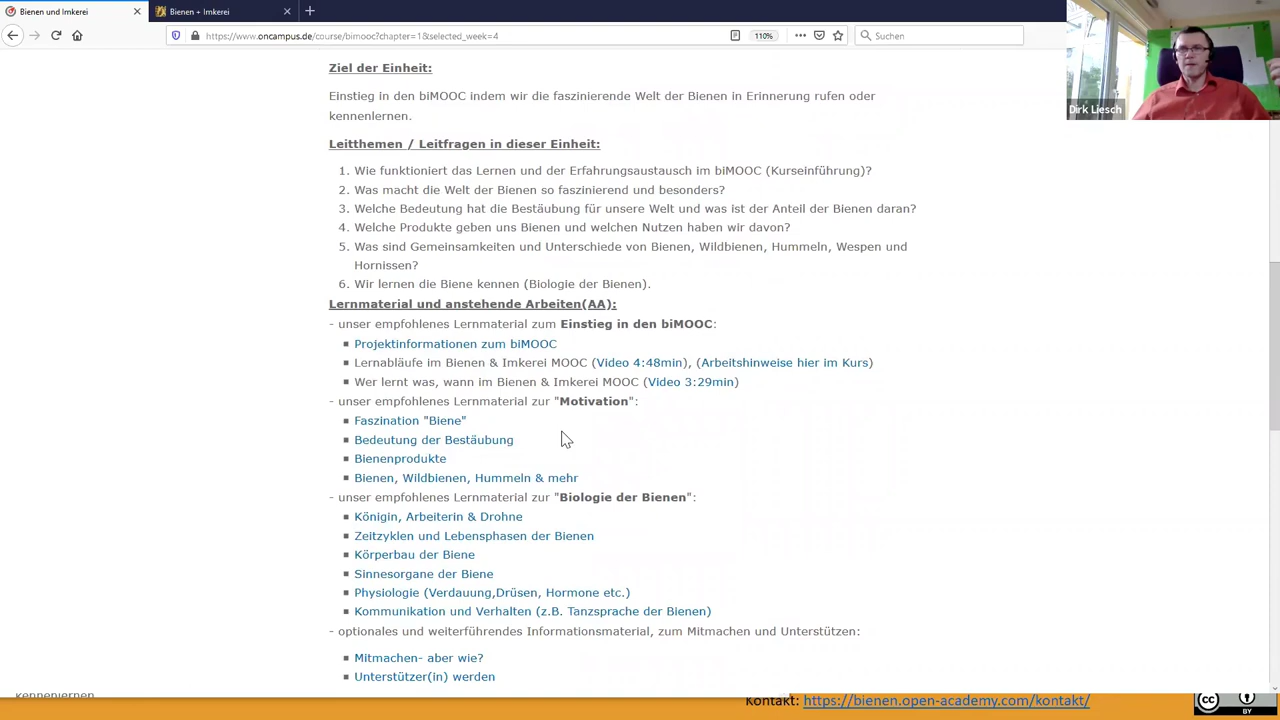 Bienen und Imkerei
Bienen + Imkerei
https://www.oncampus.de/course/bimooc?chapter=1&selected_week=4
110%
Suchen
Dirk Liesch
Ziel der Einheit:
Einstieg in den biMOOC indem wir die faszinierende Welt der Bienen in Erinnerung rufen oder
kennenlernen.
Leitthemen / Leitfragen in dieser Einheit:
1. Wie funktioniert das Lernen und der Erfahrungsaustausch im biMOOC (Kurseinführung)?
2. Was macht die Welt der Bienen so faszinierend und besonders?
3. Welche Bedeutung hat die Bestäubung für unsere Welt und was ist der Anteil der Bienen daran?
4. Welche Produkte geben uns Bienen und welchen Nutzen haben wir davon?
5. Was sind Gemeinsamkeiten und Unterschiede von Bienen, Wildbienen, Hummeln, Wespen und
Hornissen?
6. Wir lernen die Biene kennen (Biologie der Bienen).
Lernmaterial und anstehende Arbeiten(AA):
- unser empfohlenes Lernmaterial zum Einstieg in den biMOOC:
Projektinformationen zum biMOOC
Lernabläufe im Bienen & Imkerei MOOC (Video 4:48min), (Arbeitshinweise hier im Kurs)
Wer lernt was, wann im Bienen & Imkerei MOOC (Video 3:29min)
- unser empfohlenes Lernmaterial zur "Motivation":
Faszination "Biene"
Bedeutung der Bestäubung
Bienenprodukte
Bienen, Wildbienen, Hummeln & mehr
- unser empfohlenes Lernmaterial zur "Biologie der Bienen":
Königin, Arbeiterin & Drohne
Zeitzyklen und Lebensphasen der Bienen
Körperbau der Biene
Sinnesorgane der Biene
Physiologie (Verdauung,Drüsen, Hormone etc.)
Kommunikation und Verhalten (z.B. Tanzsprache der Bienen)
- optionales und weiterführendes Informationsmaterial, zum Mitmachen und Unterstützen:
Mitmachen- aber wie?
Unterstützer(in) werden
kennenlernen
Kontakt: https://bienen.open-academy.com/kontakt/
cc
BY